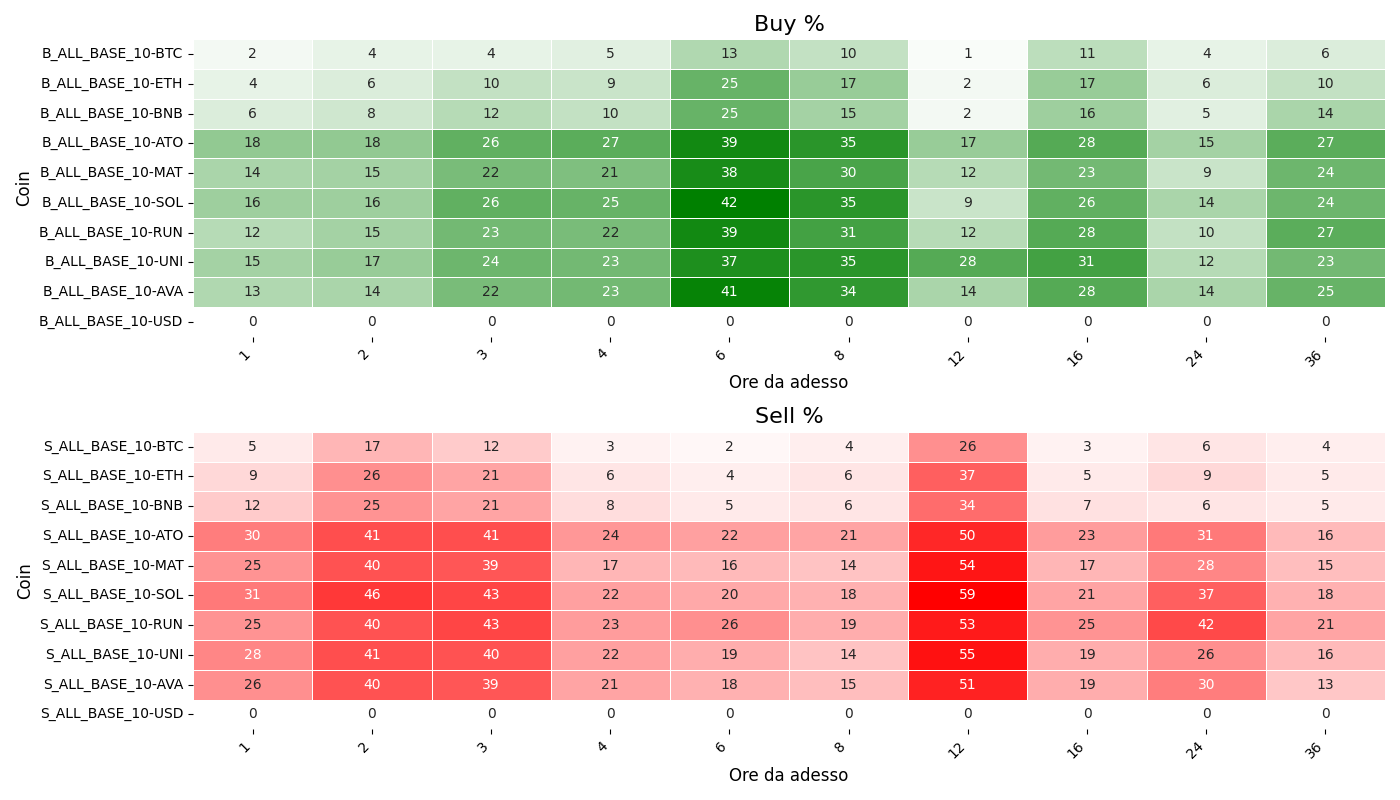 Buy %
Coin
B_ALL_BASE_10-BTC 2 4 4 5 13 10 1 11 4 6
B_ALL_BASE_10-ETH 4 6 10 9 25 17 2 17 6 10
B_ALL_BASE_10-BNB 6 8 12 10 25 15 2 16 5 14
B_ALL_BASE_10-ATO 18 18 26 27 39 35 17 28 15 27
B_ALL_BASE_10-MAT 14 15 22 21 38 30 12 23 9 24
B_ALL_BASE_10-SOL 16 16 26 25 42 35 9 26 14 24
B_ALL_BASE_10-RUN 12 15 23 22 39 31 12 28 10 27
B_ALL_BASE_10-UNI 15 17 24 23 37 35 28 31 12 23
B_ALL_BASE_10-AVA 13 14 22 23 41 34 14 28 14 25
B_ALL_BASE_10-USD 0 0 0 0 0 0 0 0 0 0
1 2 3 4 6 8 12 16 24 36
Ore da adesso
Sell %
Coin
S_ALL_BASE_10-BTC 5 17 12 3 2 4 26 3 6 4
S_ALL_BASE_10-ETH 9 26 21 6 4 6 37 5 9 5
S_ALL_BASE_10-BNB 12 25 21 8 5 6 34 7 6 5
S_ALL_BASE_10-ATO 30 41 41 24 22 21 50 23 31 16
S_ALL_BASE_10-MAT 25 40 39 17 16 14 54 17 28 15
S_ALL_BASE_10-SOL 31 46 43 22 20 18 59 21 37 18
S_ALL_BASE_10-RUN 25 40 43 23 26 19 53 25 42 21
S_ALL_BASE_10-UNI 28 41 40 22 19 14 55 19 26 16
S_ALL_BASE_10-AVA 26 40 39 21 18 15 51 19 30 13
S_ALL_BASE_10-USD 0 0 0 0 0 0 0 0 0 0
1 2 3 4 6 8 12 16 24 36
Ore da adesso